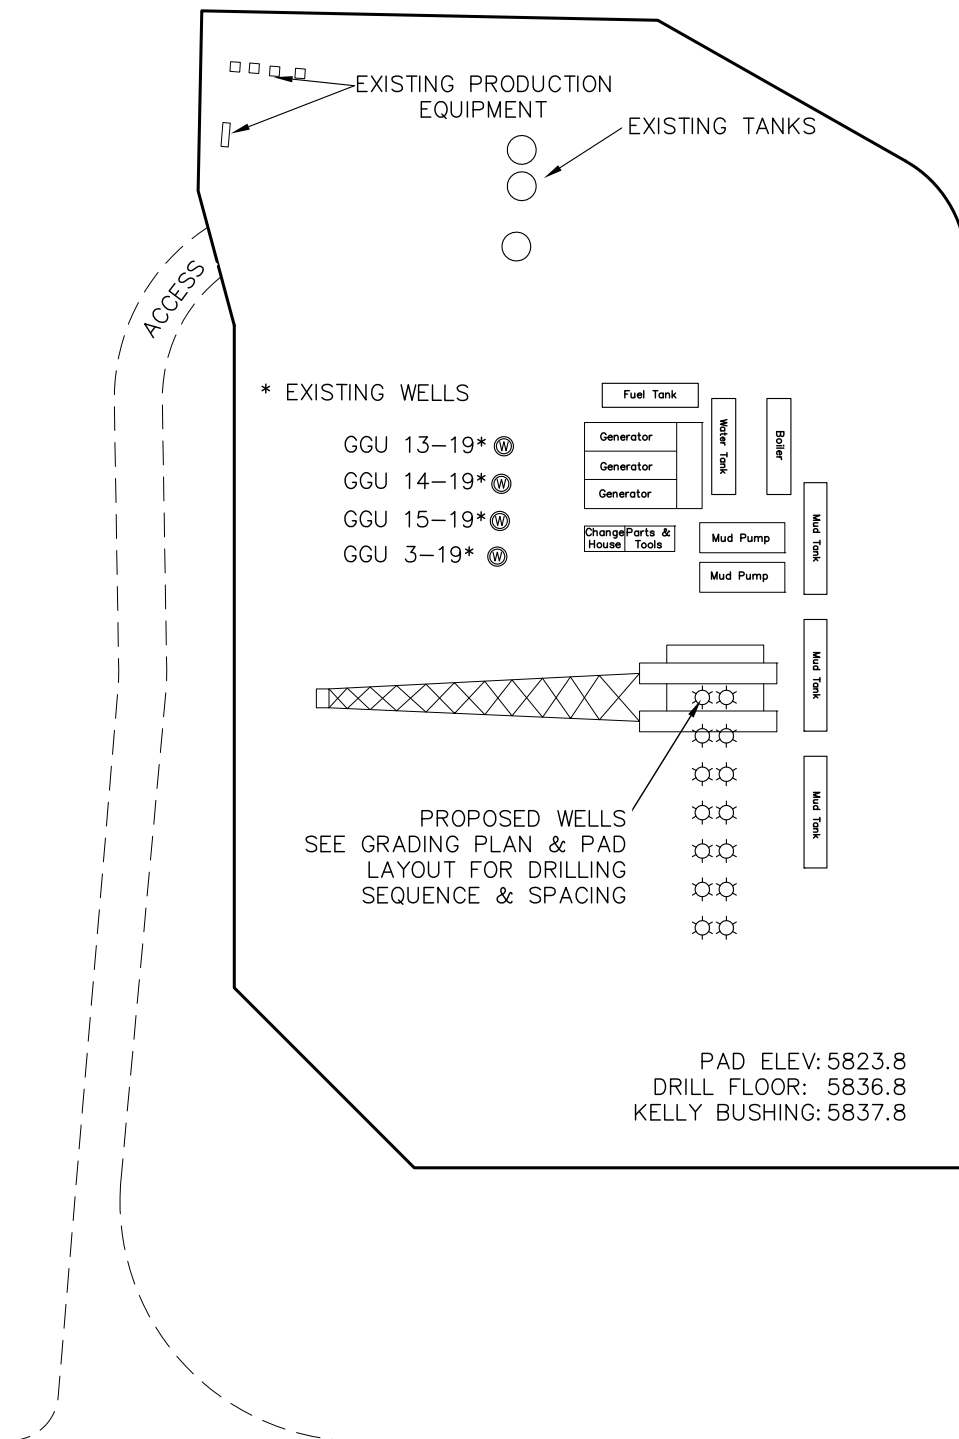 EXISTING PRODUCTION
EQUIPMENT
EXISTING TANKS
ACCESS
* EXISTING WELLS
GGU 13-19* W
GGU 14-19* W
GGU 15-19* W
GGU 3-19* W
Fuel Tank
Generator
Generator
Generator
Water Tank
Boiler
Change
House
Parts &
Tools
Mud Pump
Mud Pump
Mud Tank
Mud Tank
Mud Tank
PROPOSED WELLS
SEE GRADING PLAN & PAD
LAYOUT FOR DRILLING
SEQUENCE & SPACING
PAD ELEV: 5823.8
DRILL FLOOR: 5836.8
KELLY BUSHING: 5837.8